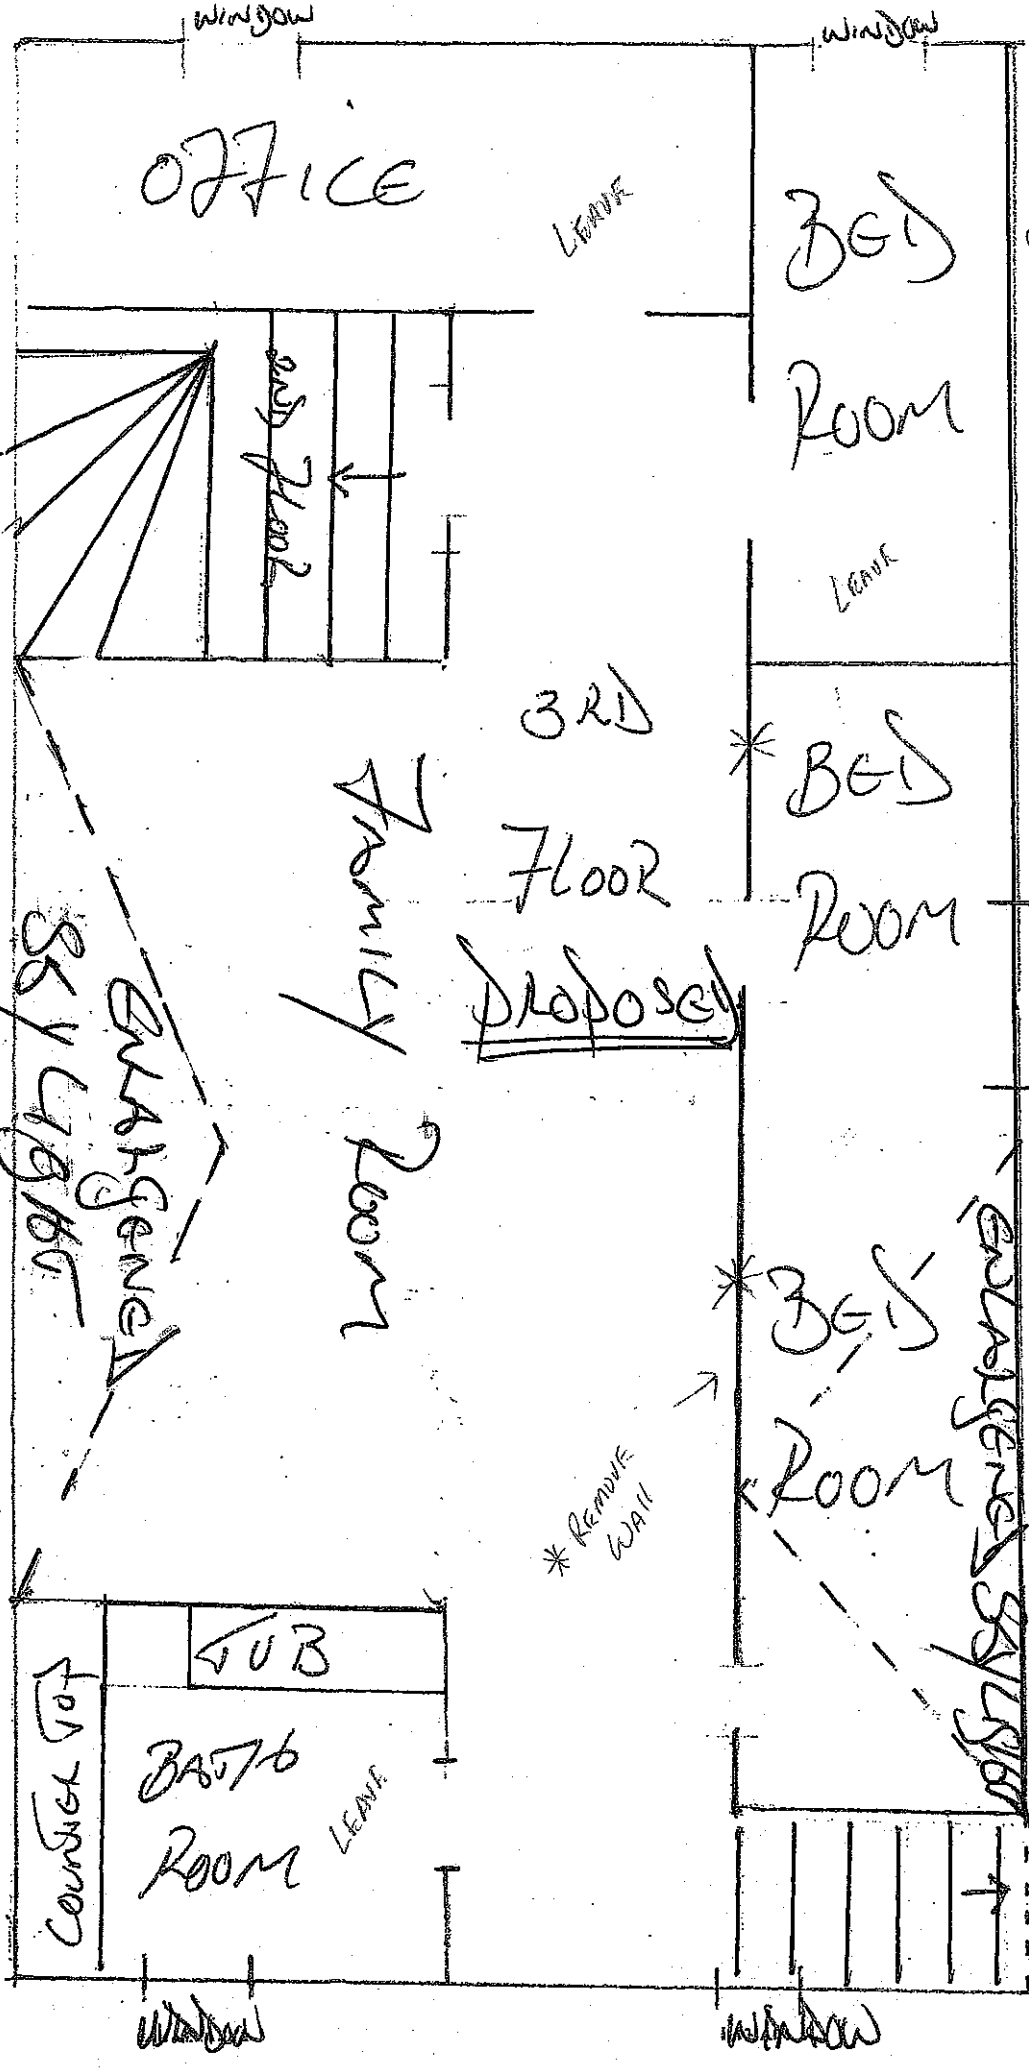 WINDOW
WINDOW
OFFICE
LEAVE
BED
ROOM
LEAVE
2ND FLOOR
3RD
FLOOR
PROPOSED
BED
ROOM
FAMILY ROOM
ENLARGENED
SKYLIGHT
BED
ROOM
ENLARGENED SKYLIGHT
* REMOVE
WALL
TUB
COUNTER TOP
BATH
ROOM
LEAVE
WINDOW
WINDOW